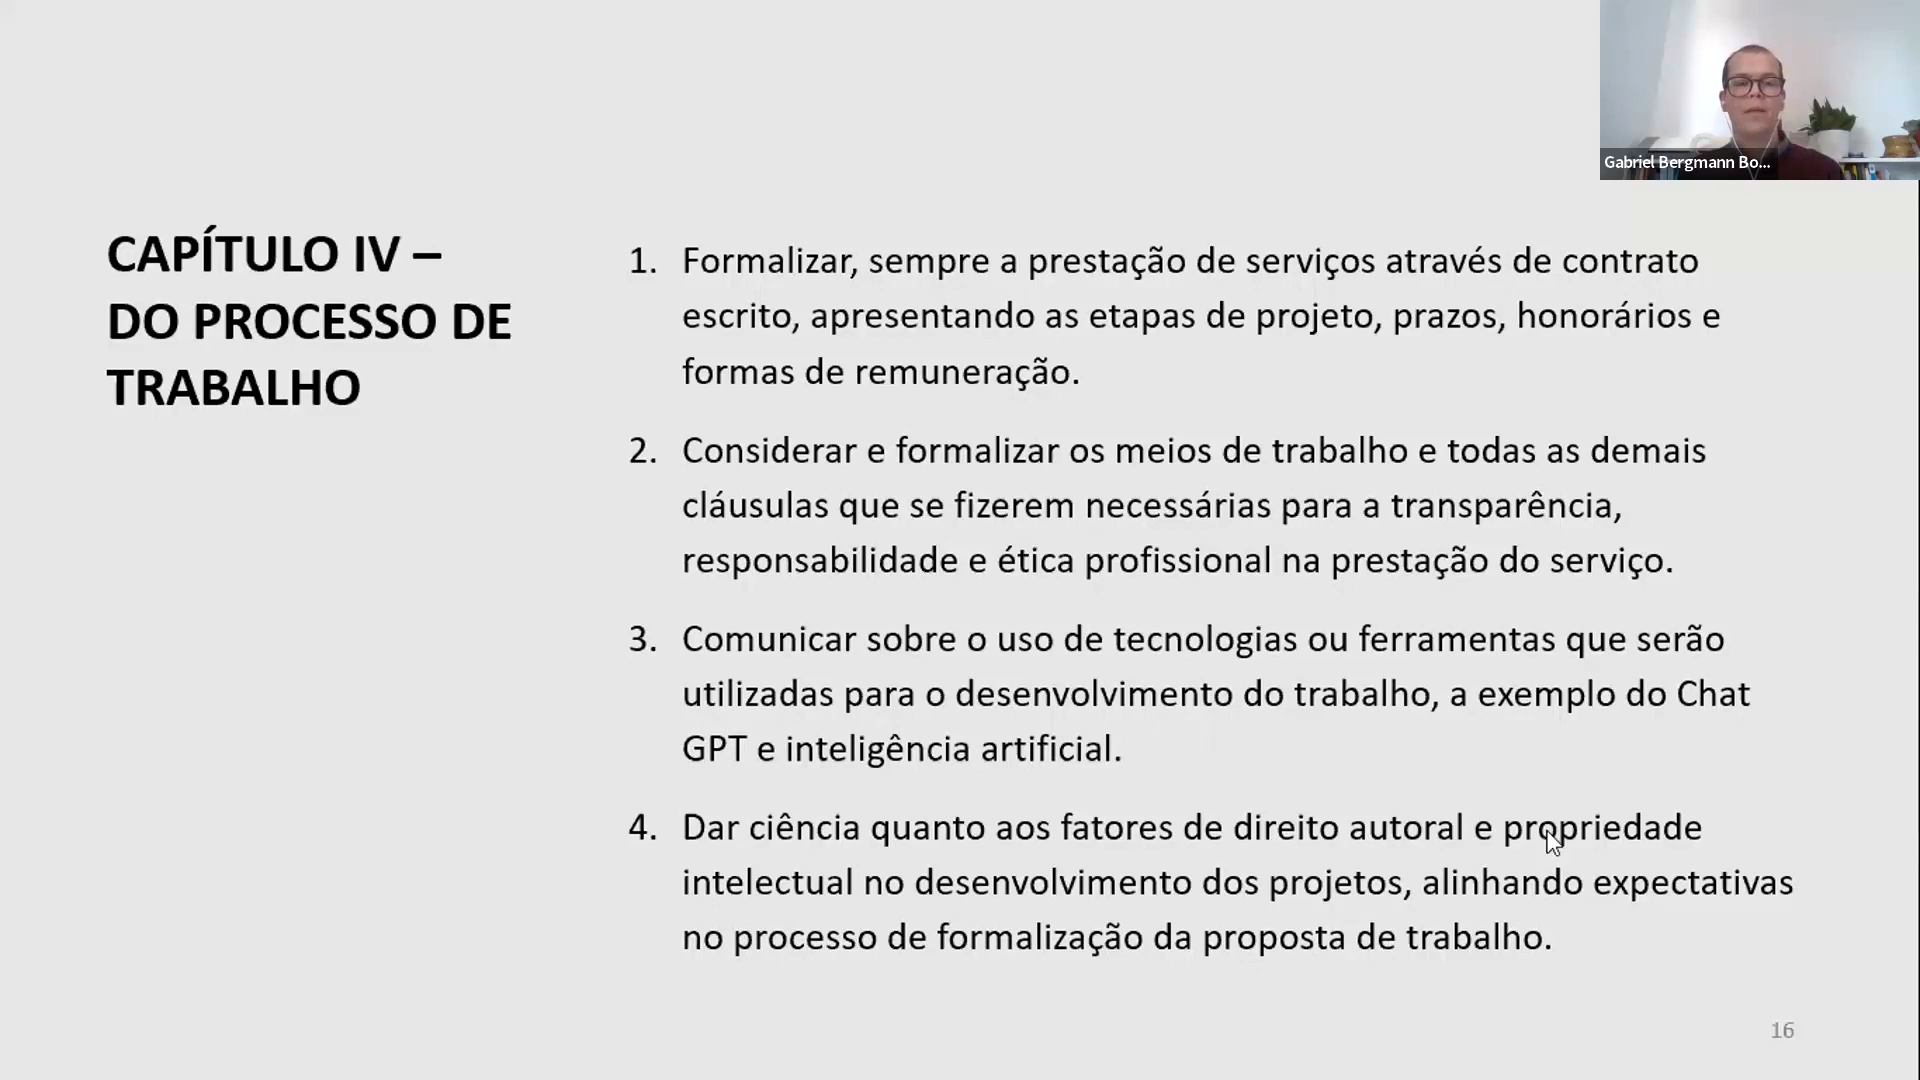 Gabriel Bergmann Bo...
CAPÍTULO IV –
DO PROCESSO DE
TRABALHO
1. Formalizar, sempre a prestação de serviços através de contrato
escrito, apresentando as etapas de projeto, prazos, honorários e
formas de remuneração.
2. Considerar e formalizar os meios de trabalho e todas as demais
cláusulas que se fizerem necessárias para a transparência,
responsabilidade e ética profissional na prestação do serviço.
3. Comunicar sobre o uso de tecnologias ou ferramentas que serão
utilizadas para o desenvolvimento do trabalho, a exemplo do Chat
GPT e inteligência artificial.
4. Dar ciência quanto aos fatores de direito autoral e propriedade
intelectual no desenvolvimento dos projetos, alinhando expectativas
no processo de formalização da proposta de trabalho.
16